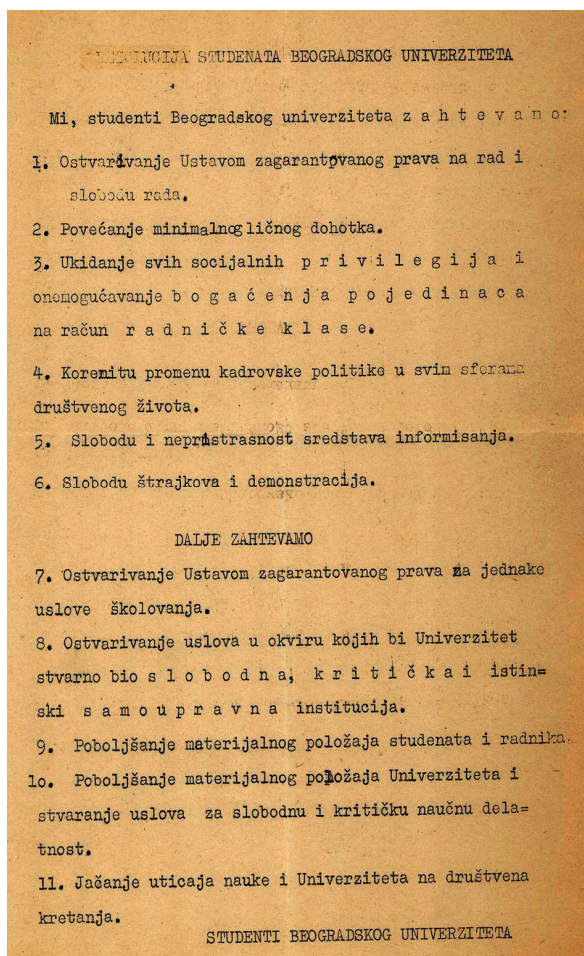 REZOLUCIJA STUDENATA BEOGRADSKOG UNIVERZITETA
Mi, studenti Beogradskog univerziteta z a h t e v a m o:
1. Ostvarivanje Ustavom zagarantovanog prava na rad i
slobodu rada.
2. Povećanje minimalnog ličnog dohotka.
3. Ukidanje svih socijalnih p r i v i l e g i j a i
onemogućavanje b o g a ć e n j a p o j e d i n a c a
na račun r a d n i č k e k l a s e.
4. Korenitu promenu kadrovske politike u svim sferama
društvenog života.
5. Slobodu i nepristrasnost sredstava informisanja.
6. Slobodu štrajkova i demonstracija.
DALJE ZAHTEVAMO
7. Ostvarivanje Ustavom zagarantovanog prava na jednake
uslove školovanja.
8. Ostvarivanje uslova u okviru kojih bi Univerzitet
stvarno bio s l o b o d n a, k r i t i č k a i istin=
ski s a m o u p r a v n a institucija.
9. Poboljšanje materijalnog položaja studenata i radnika.
lo. Poboljšanje materijalnog položaja Univerziteta i
stvaranje uslova za slobodnu i kritičku naučnu dela=
tnost.
11. Jačanje uticaja nauke i Univerziteta na društvena
kretanja.
STUDENTI BEOGRADSKOG UNIVERZITETA